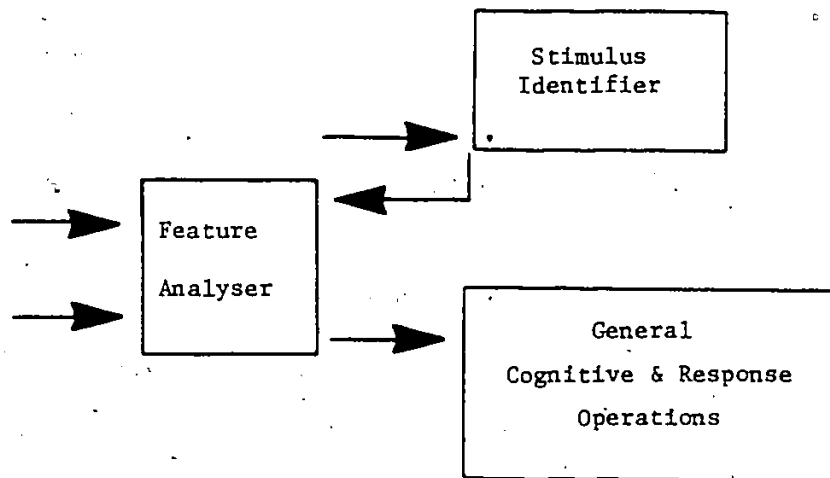 Stimulus
Identifier
Feature
Analyser
General
Cognitive & Response
Operations